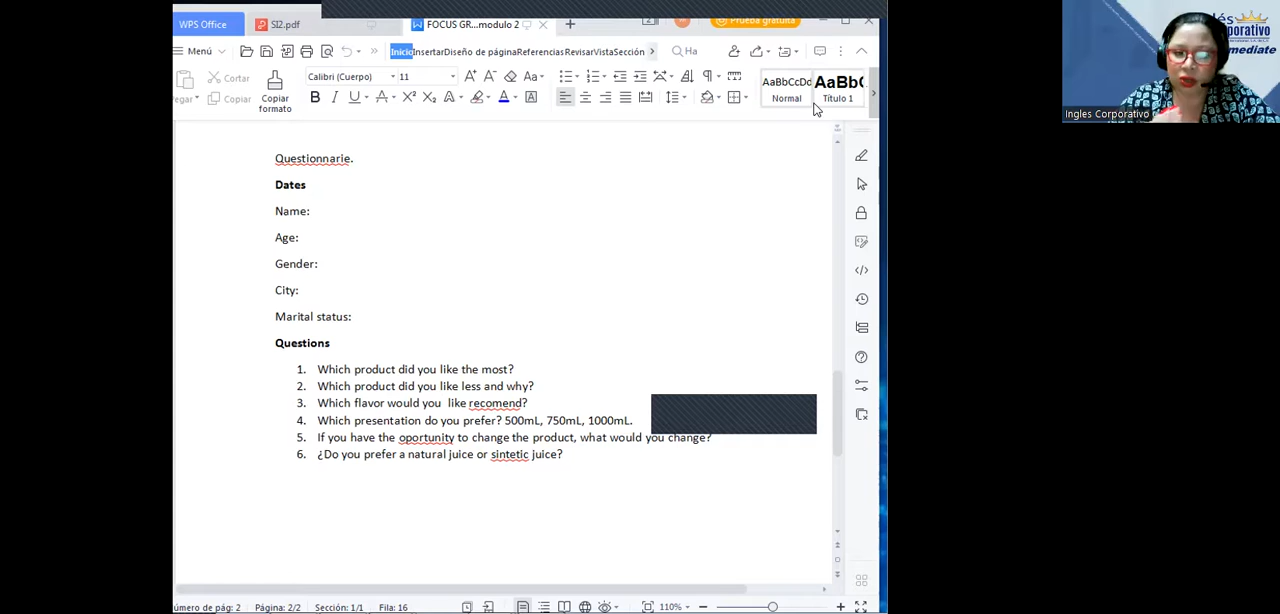 WPS Office SI2.pdf FOCUS GR...modulo 2 Prueba gratuita
Menú Inicio Insertar Diseño de página Referencias Revisar Vista Sección Ha
Cortar Calibri (Cuerpo) 11 AaBbCcDd AaBb
Copiar Copiar formato Normal Título 1
Questionnarie.
Dates
Name:
Age:
Gender:
City:
Marital status:
Questions
1. Which product did you like the most?
2. Which product did you like less and why?
3. Which flavor would you like recomend?
4. Which presentation do you prefer? 500mL, 750mL, 1000mL.
5. If you have the oportunity to change the product, what would you change?
6. ¿Do you prefer a natural juice or sintetic juice?
úmero de pág: 2 Página: 2/2 Sección: 1/1 Fila: 16 110%
Ingles Corporativo